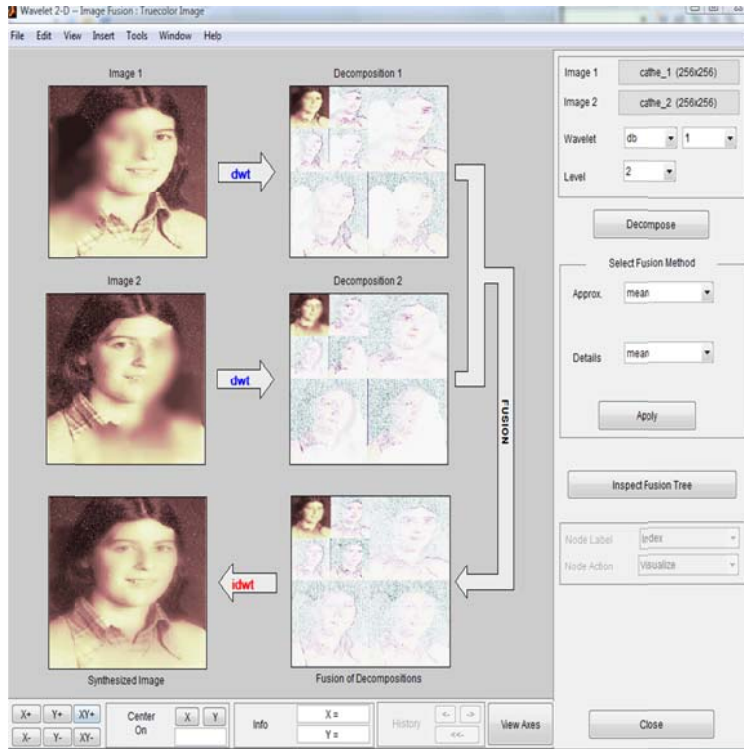 Wavelet 2-D -- Image Fusion : Truecolor Image
File Edit View Insert Tools Window Help
Image 1
Decomposition 1
dwt
Image 2
Decomposition 2
dwt
FUSION
idwt
Synthesized Image
Fusion of Decompositions
Image 1 cathe_1 (256x256)
Image 2 cathe_2 (256x256)
Wavelet db 1
Level 2
Decompose
Select Fusion Method
Approx. mean
Details mean
Apply
Inspect Fusion Tree
Node Label Index
Node Action Visualize
X+ Y+ XY+
X- Y- XY-
Center On X Y
Info X = Y =
History <- -> <<-
View Axes
Close